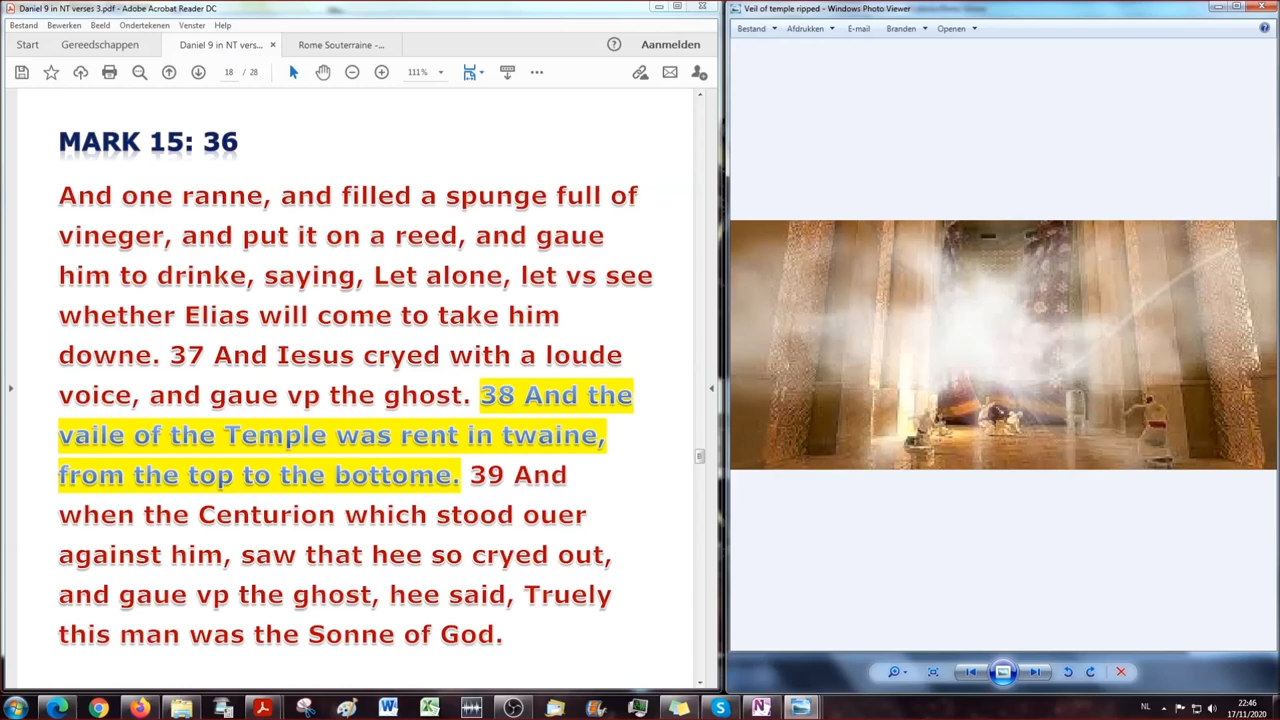 Daniel 9 in NT verses 3.pdf - Adobe Acrobat Reader DC
Bestand Bewerken Beeld Ondertekenen Venster Help
Start Gereedschappen Daniel 9 in NT vers... × Rome Souterraine -... Aanmelden
18 / 28 111%
MARK 15: 36
And one ranne, and filled a spunge full of
vineger, and put it on a reed, and gaue
him to drinke, saying, Let alone, let vs see
whether Elias will come to take him
downe. 37 And Iesus cryed with a loude
voice, and gaue vp the ghost. 38 And the
vaile of the Temple was rent in twaine,
from the top to the bottome. 39 And
when the Centurion which stood ouer
against him, saw that hee so cryed out,
and gaue vp the ghost, hee said, Truely
this man was the Sonne of God.
Veil of temple ripped - Windows Photo Viewer
Bestand Afdrukken E-mail Branden Openen
NL 22:46
17/11/2020